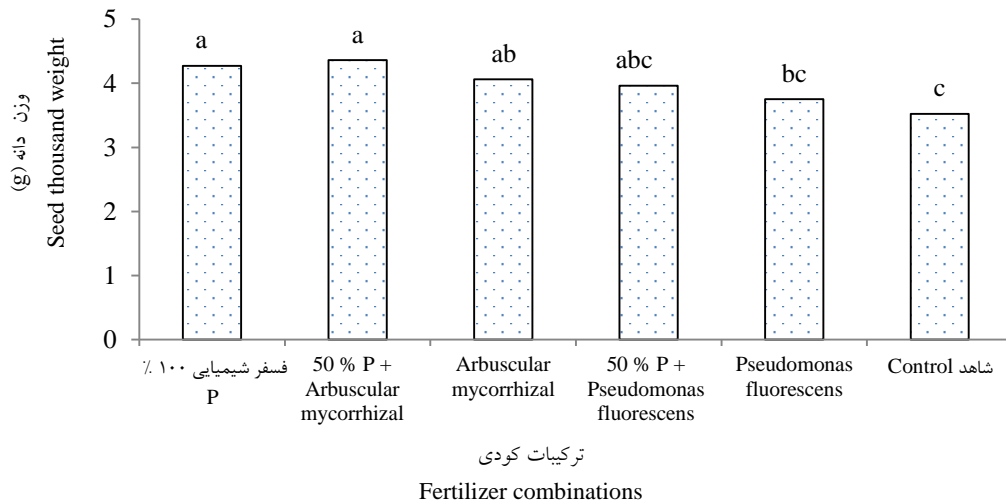 5
4
3
2
1
0
وزن دانه (g)
Seed thousand weight
a
a
ab
abc
bc
c
فسفر شیمیایی ۱۰۰ ٪
P
50 % P +
Arbuscular
mycorrhizal
Arbuscular
mycorrhizal
50 % P +
Pseudomonas
fluorescens
Pseudomonas
fluorescens
Control شاهد
ترکیبات کودی
Fertilizer combinations